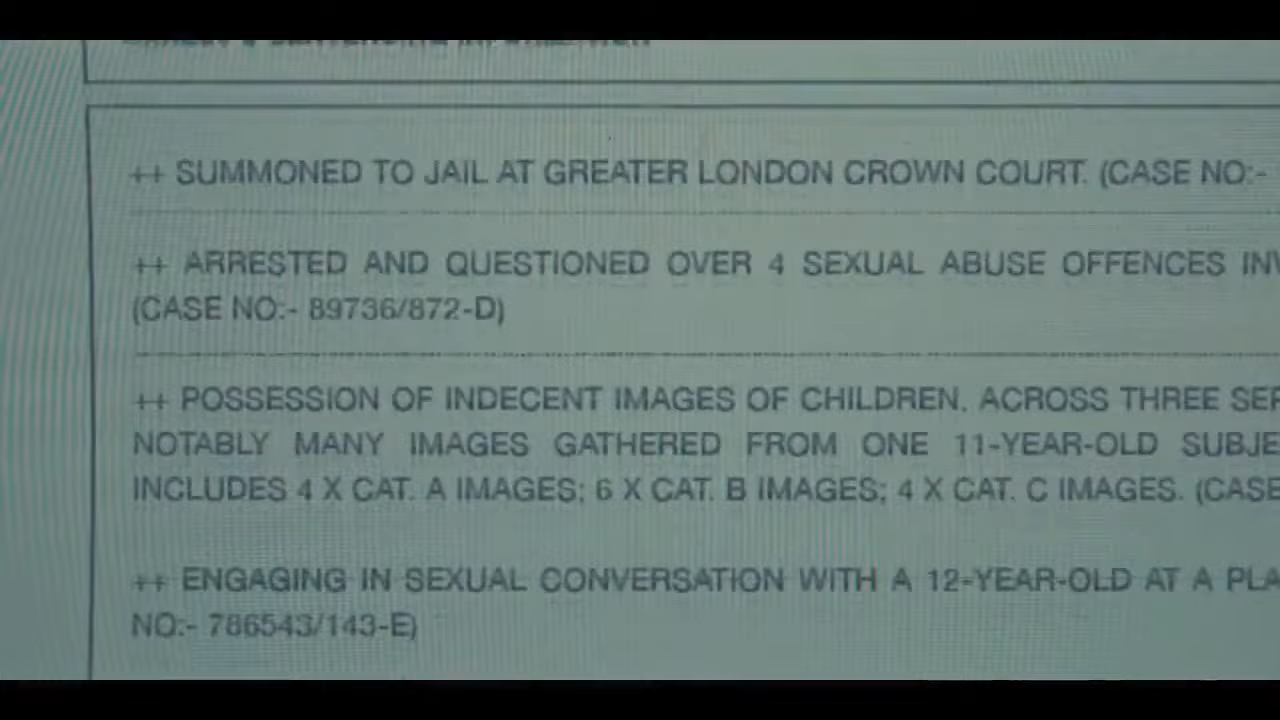 ++ SUMMONED TO JAIL AT GREATER LONDON CROWN COURT. (CASE NO:-
++ ARRESTED AND QUESTIONED OVER 4 SEXUAL ABUSE OFFENCES
(CASE NO:- 89736/872-D)
++ POSSESSION OF INDECENT IMAGES OF CHILDREN. ACROSS THREE
NOTABLY MANY IMAGES GATHERED FROM ONE 11-YEAR-OLD
INCLUDES 4 X CAT. A IMAGES; 6 X CAT. B IMAGES; 4 X CAT. C IMAGES. (CASE
++ ENGAGING IN SEXUAL CONVERSATION WITH A 12-YEAR-OLD AT A
NO:- 786543/143-E)